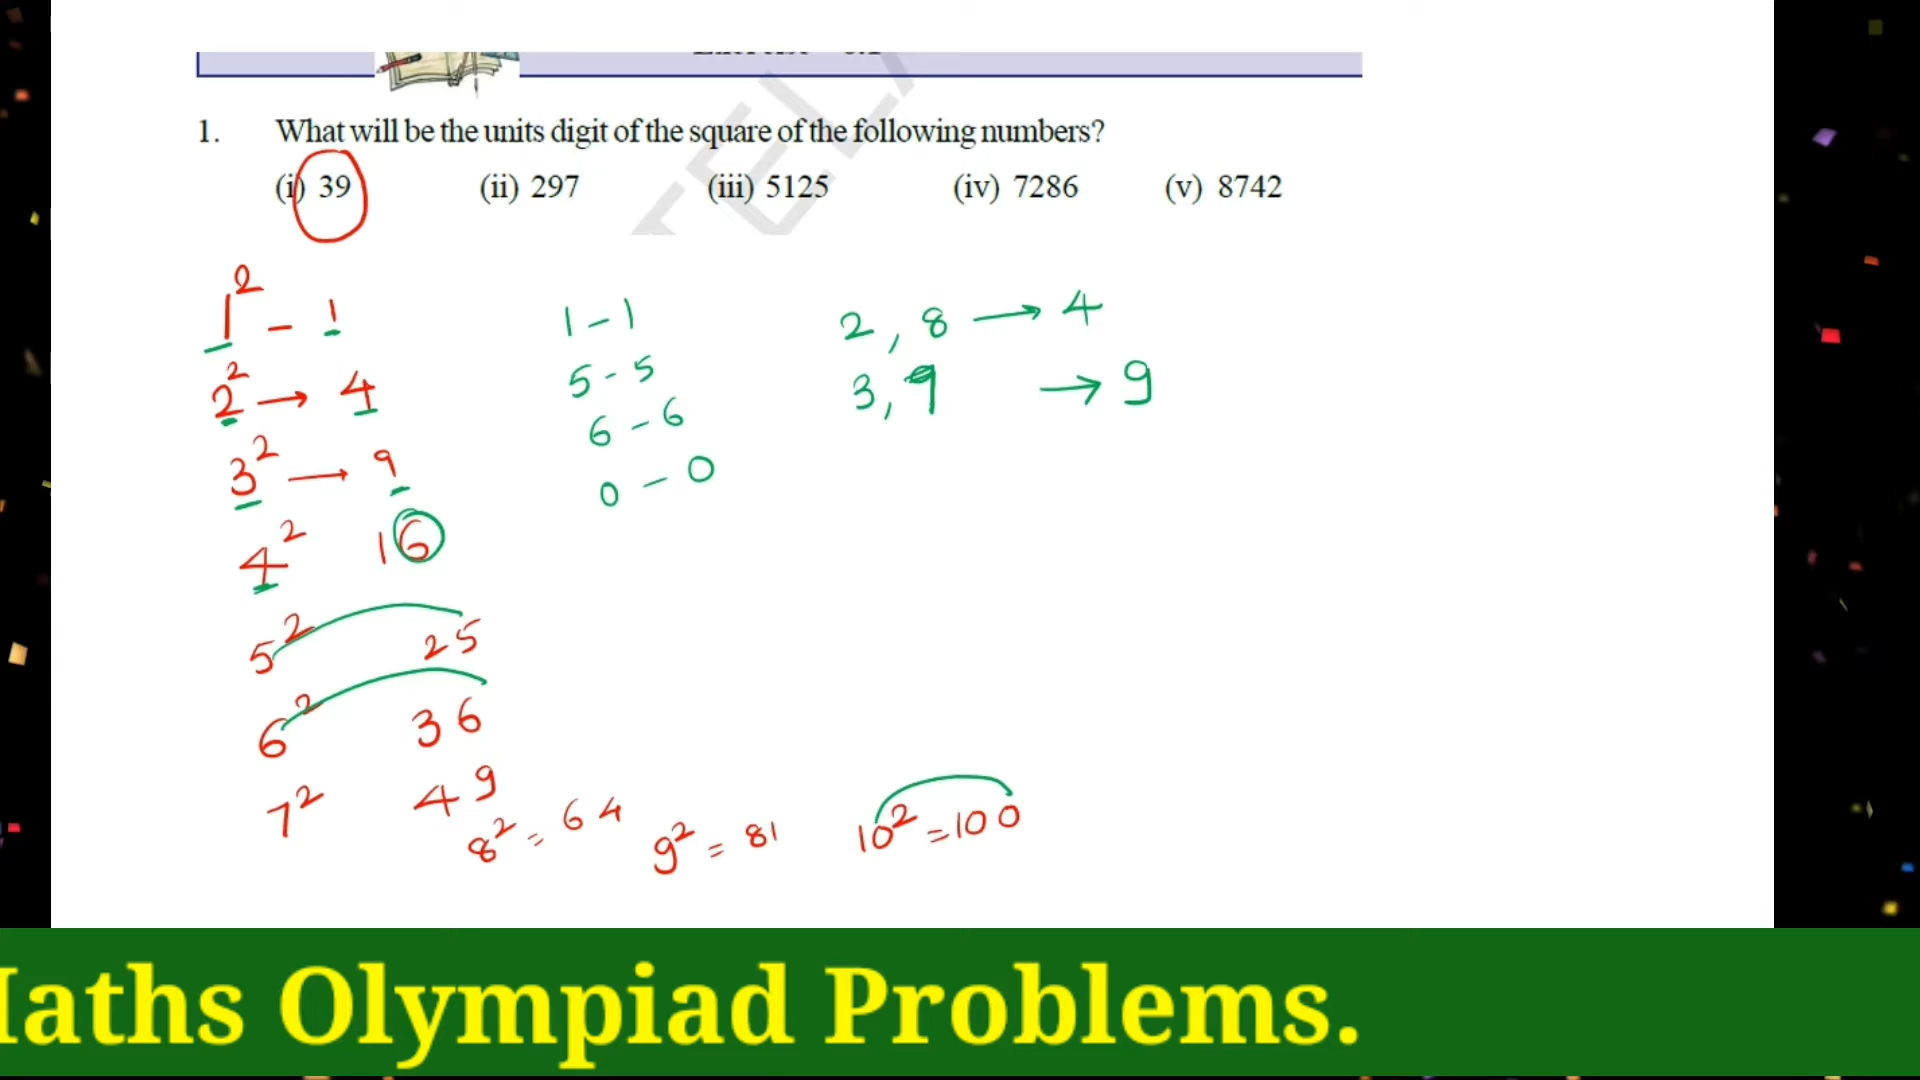 1. What will be the units digit of the square of the following numbers?
(i) 39 (ii) 297 (iii) 5125 (iv) 7286 (v) 8742
1² - 1
2² → 4
3² → 9
4² 16
5² 25
6² 36
7² 49
8² = 64
9² = 81
10² = 100
1 - 1
5 - 5
6 - 6
0 - 0
2, 8 → 4
3, 9 → 9
Maths Olympiad Problems.